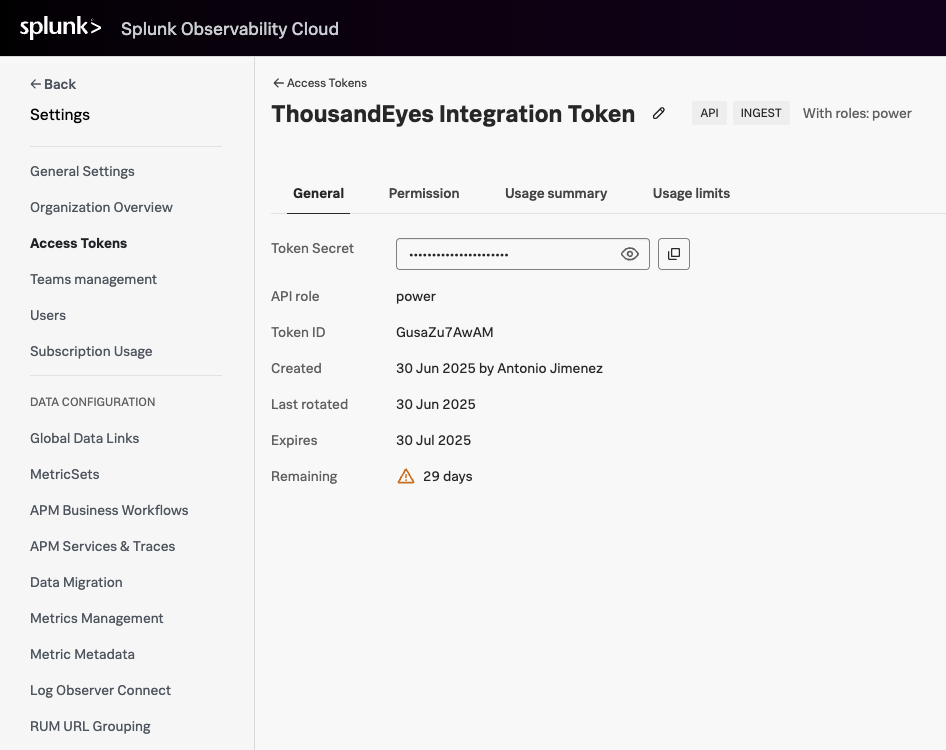 splunk> Splunk Observability Cloud
← Back
Settings
General Settings
Organization Overview
Access Tokens
Teams management
Users
Subscription Usage
DATA CONFIGURATION
Global Data Links
MetricSets
APM Business Workflows
APM Services & Traces
Data Migration
Metrics Management
Metric Metadata
Log Observer Connect
RUM URL Grouping
← Access Tokens
ThousandEyes Integration Token API INGEST With roles: power
General Permission Usage summary Usage limits
Token Secret ••••••••••••••••••••••
API role power
Token ID GusaZu7AwAM
Created 30 Jun 2025 by Antonio Jimenez
Last rotated 30 Jun 2025
Expires 30 Jul 2025
Remaining 29 days